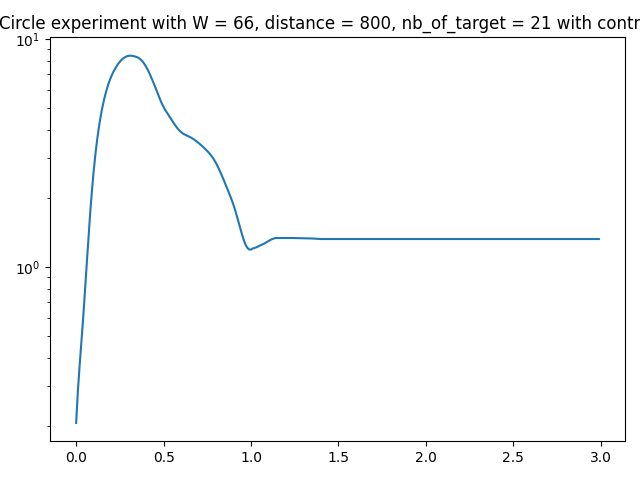 Circle experiment with W = 66, distance = 800, nb_of_target = 21 with contr
10¹
10⁰
0.0 0.5 1.0 1.5 2.0 2.5 3.0